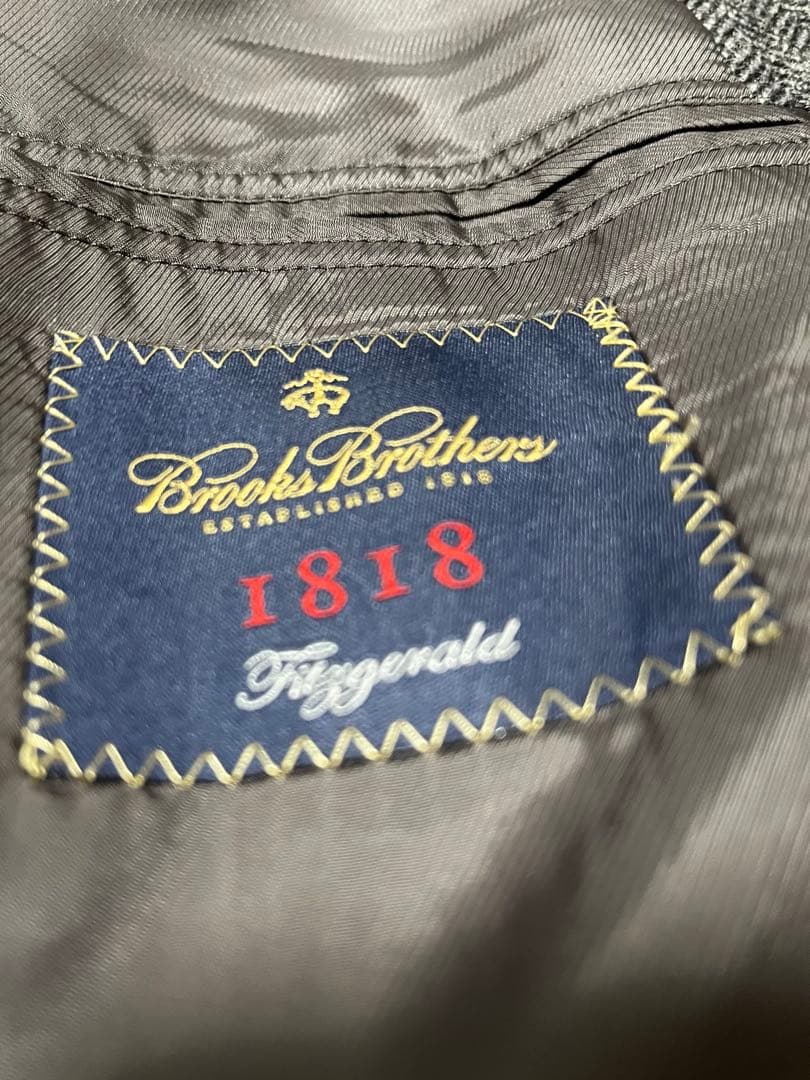 Brooks Brothers
ESTABLISHED 1818
1818
Fitzgerald